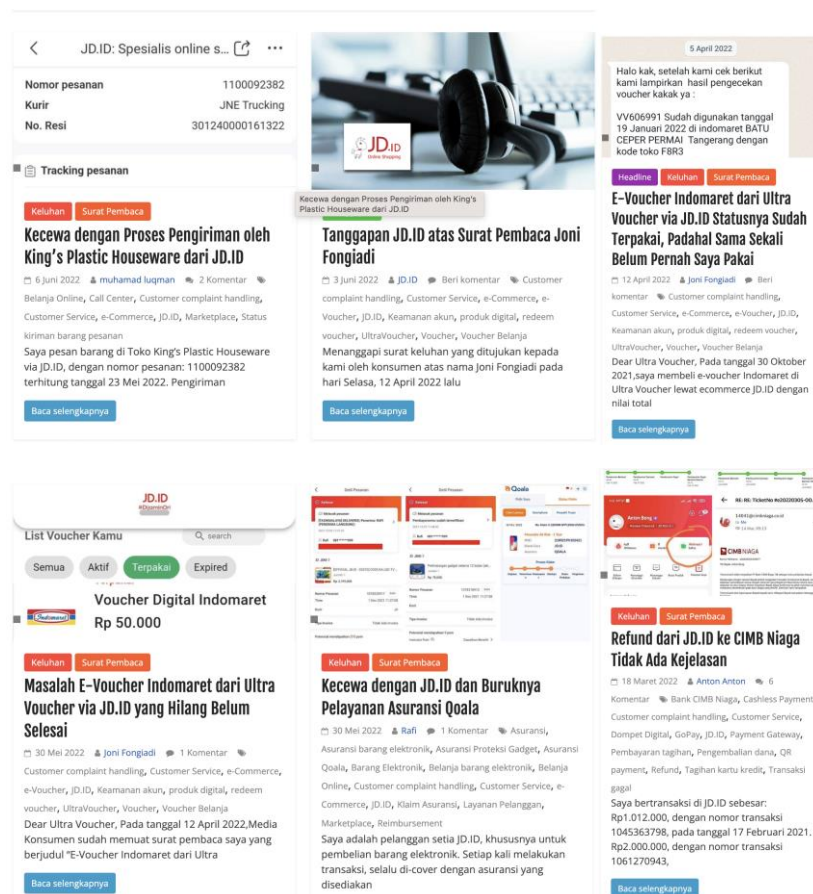 JD.ID: Spesialis online s...
Nomor pesanan 1100092382
Kurir JNE Trucking
No. Resi 301240000161322
Tracking pesanan
Keluhan Surat Pembaca
Kecewa dengan Proses Pengiriman oleh
King's Plastic Houseware dari JD.ID
6 Juni 2022 muhamad luqman 2 Komentar
Belanja Online, Call Center, Customer complaint handling,
Customer Service, e-Commerce, JD.ID, Marketplace, Status
kiriman barang pesanan
Saya pesan barang di Toko King's Plastic Houseware
via JD.ID, dengan nomor pesanan: 1100092382
terhitung tanggal 23 Mei 2022. Pengiriman
Baca selengkapnya
JD.ID
Online Shopping
Kecewa dengan Proses Pengiriman oleh King's
Plastic Houseware dari JD.ID
Tanggapan JD.ID atas Surat Pembaca Joni
Fongiadi
3 Juni 2022 JD.ID Beri komentar Customer
complaint handling, Customer Service, e-Commerce, e-
Voucher, JD.ID, Keamanan akun, produk digital, redeem
voucher, UltraVoucher, Voucher, Voucher Belanja
Menanggapi surat keluhan yang ditujukan kepada
kami oleh konsumen atas nama Joni Fongiadi pada
hari Selasa, 12 April 2022 lalu
Baca selengkapnya
5 April 2022
Halo kak, setelah kami cek berikut
kami lampirkan hasil pengecekan
voucher kakak ya :
VV606991 Sudah digunakan tanggal
19 Januari 2022 di indomaret BATU
CEPER PERMAI Tangerang dengan
kode toko F8R3
Headline Keluhan Surat Pembaca
E-Voucher Indomaret dari Ultra
Voucher via JD.ID Statusnya Sudah
Terpakai, Padahal Sama Sekali
Belum Pernah Saya Pakai
12 April 2022 Joni Fongiadi Beri
komentar Customer complaint handling,
Customer Service, e-Commerce, e-Voucher, JD.ID,
Keamanan akun, produk digital, redeem voucher,
UltraVoucher, Voucher, Voucher Belanja
Dear Ultra Voucher, Pada tanggal 30 Oktober
2021,saya membeli e-voucher Indomaret di
Ultra Voucher lewat ecommerce JD.ID dengan
nilai total
Baca selengkapnya
JD.ID
List Voucher Kamu search
Semua Aktif Terpakai Expired
Indomaret Voucher Digital Indomaret
Rp 50.000
Keluhan Surat Pembaca
Masalah E-Voucher Indomaret dari Ultra
Voucher via JD.ID yang Hilang Belum
Selesai
30 Mei 2022 Joni Fongiadi 1 Komentar
Customer complaint handling, Customer Service, e-Commerce,
e-Voucher, JD.ID, Keamanan akun, produk digital, redeem
voucher, UltraVoucher, Voucher, Voucher Belanja
Dear Ultra Voucher, Pada tanggal 12 April 2022,Media
Konsumen sudah memuat surat pembaca saya yang
berjudul "E-Voucher Indomaret dari Ultra
Baca selengkapnya
Qoala
Keluhan Surat Pembaca
Kecewa dengan JD.ID dan Buruknya
Pelayanan Asuransi Qoala
30 Mei 2022 Rafi 1 Komentar Asuransi,
Asuransi barang elektronik, Asuransi Proteksi Gadget, Asuransi
Qoala, Barang Elektronik, Belanja barang elektronik, Belanja
Online, Customer complaint handling, Customer Service, e-
Commerce, JD.ID, Klaim Asuransi, Layanan Pelanggan,
Marketplace, Reimbursement
Saya adalah pelanggan setia JD.ID, khususnya untuk
pembelian barang elektronik. Setiap kali melakukan
transaksi, selalu di-cover dengan asuransi yang
disediakan
CIMB NIAGA
Keluhan Surat Pembaca
Refund dari JD.ID ke CIMB Niaga
Tidak Ada Kejelasan
18 Maret 2022 Anton Anton 6
Komentar Bank CIMB Niaga, Cashless Payment
Customer complaint handling, Customer Service,
Dompet Digital, GoPay, JD.ID, Payment Gateway,
Pembayaran tagihan, Pengembalian dana, QR
payment, Refund, Tagihan kartu kredit, Transaksi
gagal
Saya bertransaksi di JD.ID sebesar:
Rp1.012.000, dengan nomor transaksi
1045363798, pada tanggal 17 Februari 2021.
Rp2.000.000, dengan nomor transaksi
1061270943,
Baca selengkapnya